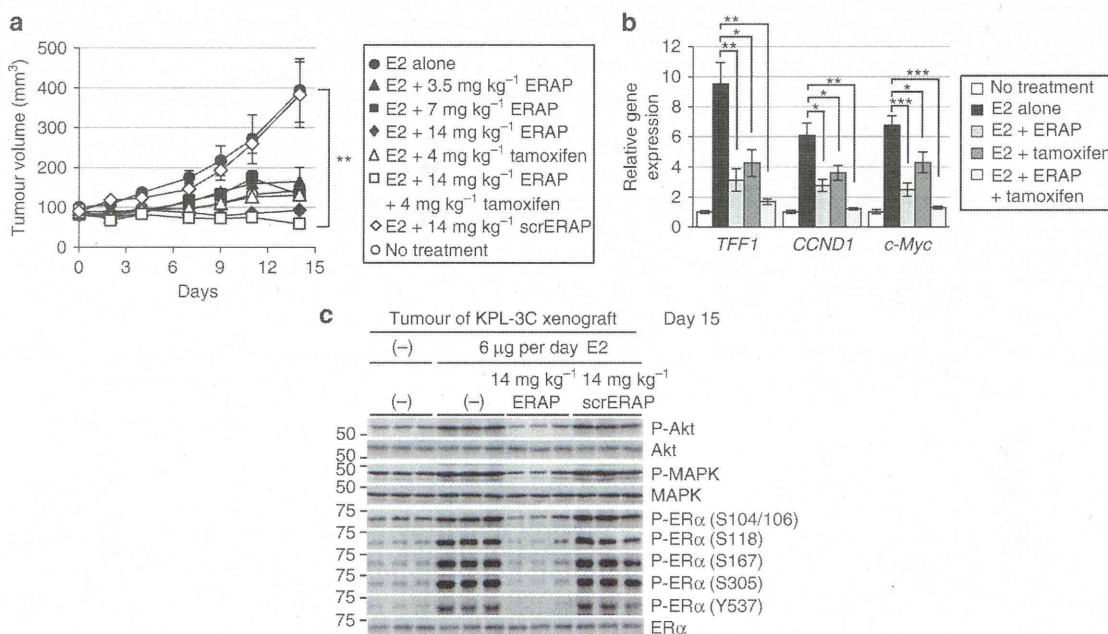 a
Tumour volume (mm³)
500
400
300
200
100
0
0 3 6 9 12 15
Days
**
E2 alone
E2 + 3.5 mg kg⁻¹ ERAP
E2 + 7 mg kg⁻¹ ERAP
E2 + 14 mg kg⁻¹ ERAP
E2 + 4 mg kg⁻¹ tamoxifen
E2 + 14 mg kg⁻¹ ERAP
+ 4 mg kg⁻¹ tamoxifen
E2 + 14 mg kg⁻¹ scrERAP
No treatment
b
Relative gene
expression
12
10
8
6
4
2
0
**
*
**
**
*
*
***
*
***
TFF1 CCND1 c-Myc
No treatment
E2 alone
E2 + ERAP
E2 + tamoxifen
E2 + ERAP
+ tamoxifen
c
Tumour of KPL-3C xenograft Day 15
(–) 6 μg per day E2
14 mg kg⁻¹ 14 mg kg⁻¹
(–) (–) ERAP scrERAP
50 P-Akt
50 Akt
50 P-MAPK
50 MAPK
75 P-ERα (S104/106)
75 P-ERα (S118)
75 P-ERα (S167)
75 P-ERα (S305)
75 P-ERα (Y537)
75 ERα